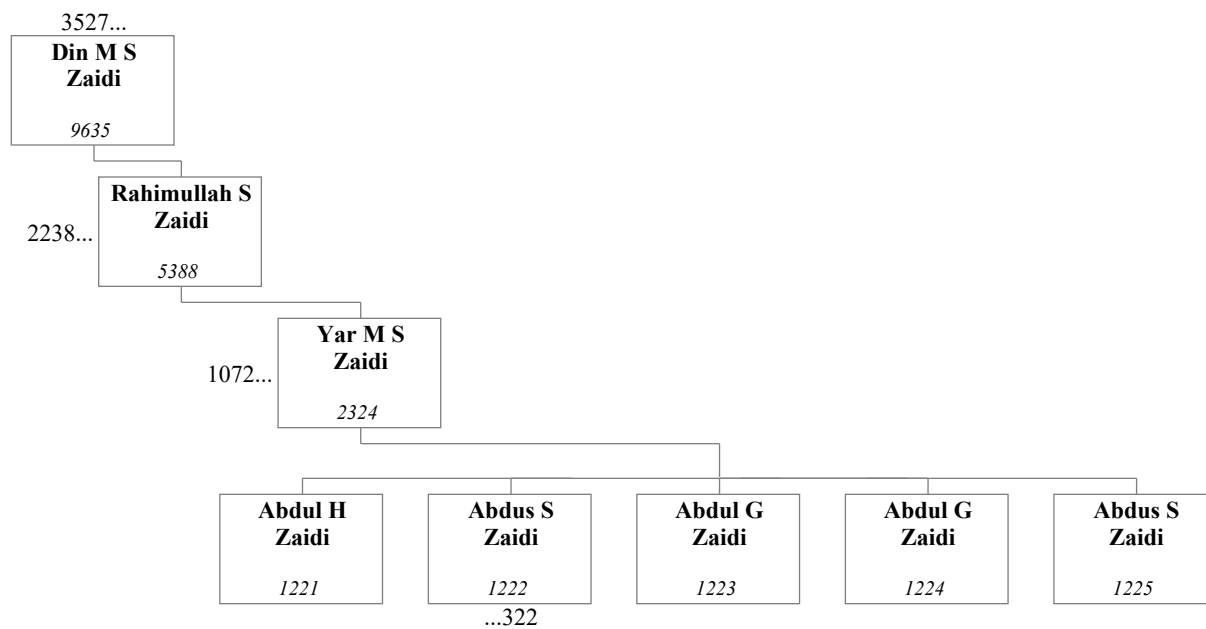 3527...
Din M S
Zaidi
9635
Rahimullah S
Zaidi
2238...
5388
Yar M S
Zaidi
1072...
2324
Abdul H
Zaidi
1221
Abdus S
Zaidi
1222
...322
Abdul G
Zaidi
1223
Abdul G
Zaidi
1224
Abdus S
Zaidi
1225